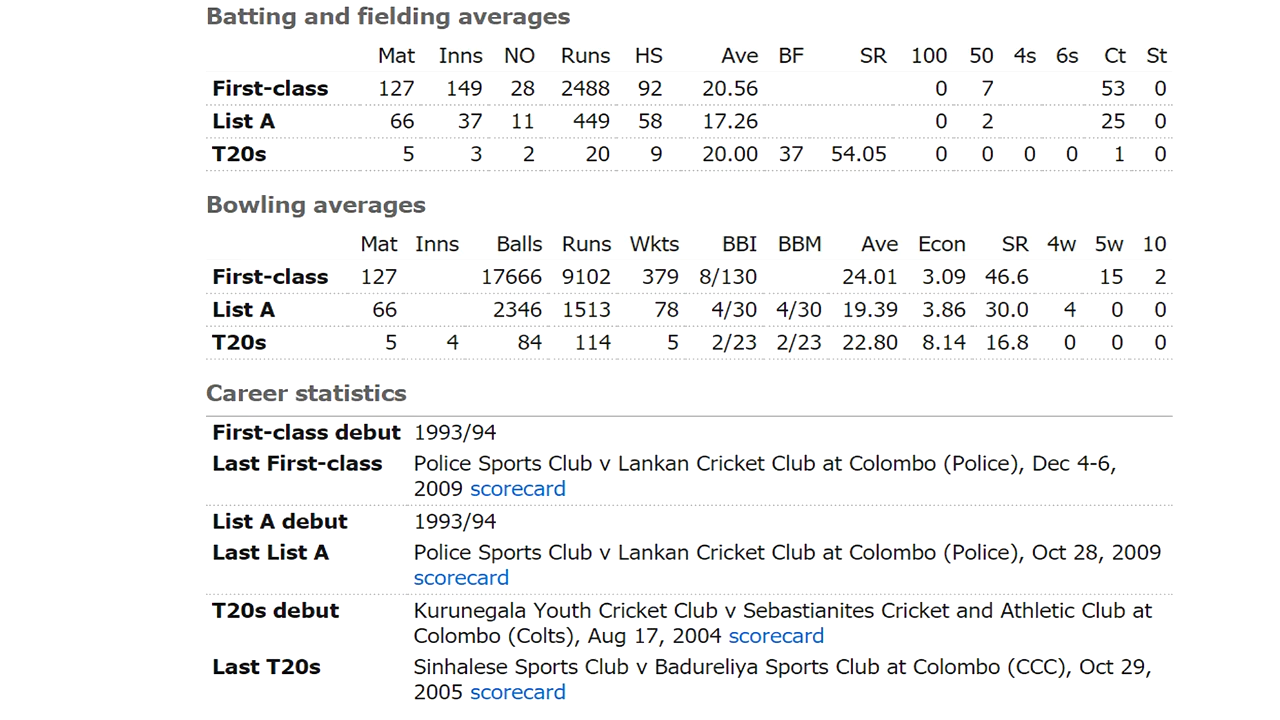 Batting and fielding averages
Mat Inns NO Runs HS Ave BF SR 100 50 4s 6s Ct St
First-class 127 149 28 2488 92 20.56 0 7 53 0
List A 66 37 11 449 58 17.26 0 2 25 0
T20s 5 3 2 20 9 20.00 37 54.05 0 0 0 0 1 0
Bowling averages
Mat Inns Balls Runs Wkts BBI BBM Ave Econ SR 4w 5w 10
First-class 127 17666 9102 379 8/130 24.01 3.09 46.6 15 2
List A 66 2346 1513 78 4/30 4/30 19.39 3.86 30.0 4 0 0
T20s 5 4 84 114 5 2/23 2/23 22.80 8.14 16.8 0 0 0
Career statistics
First-class debut 1993/94
Last First-class Police Sports Club v Lankan Cricket Club at Colombo (Police), Dec 4-6,
2009 scorecard
List A debut 1993/94
Last List A Police Sports Club v Lankan Cricket Club at Colombo (Police), Oct 28, 2009
scorecard
T20s debut Kurunegala Youth Cricket Club v Sebastianites Cricket and Athletic Club at
Colombo (Colts), Aug 17, 2004 scorecard
Last T20s Sinhalese Sports Club v Badureliya Sports Club at Colombo (CCC), Oct 29,
2005 scorecard